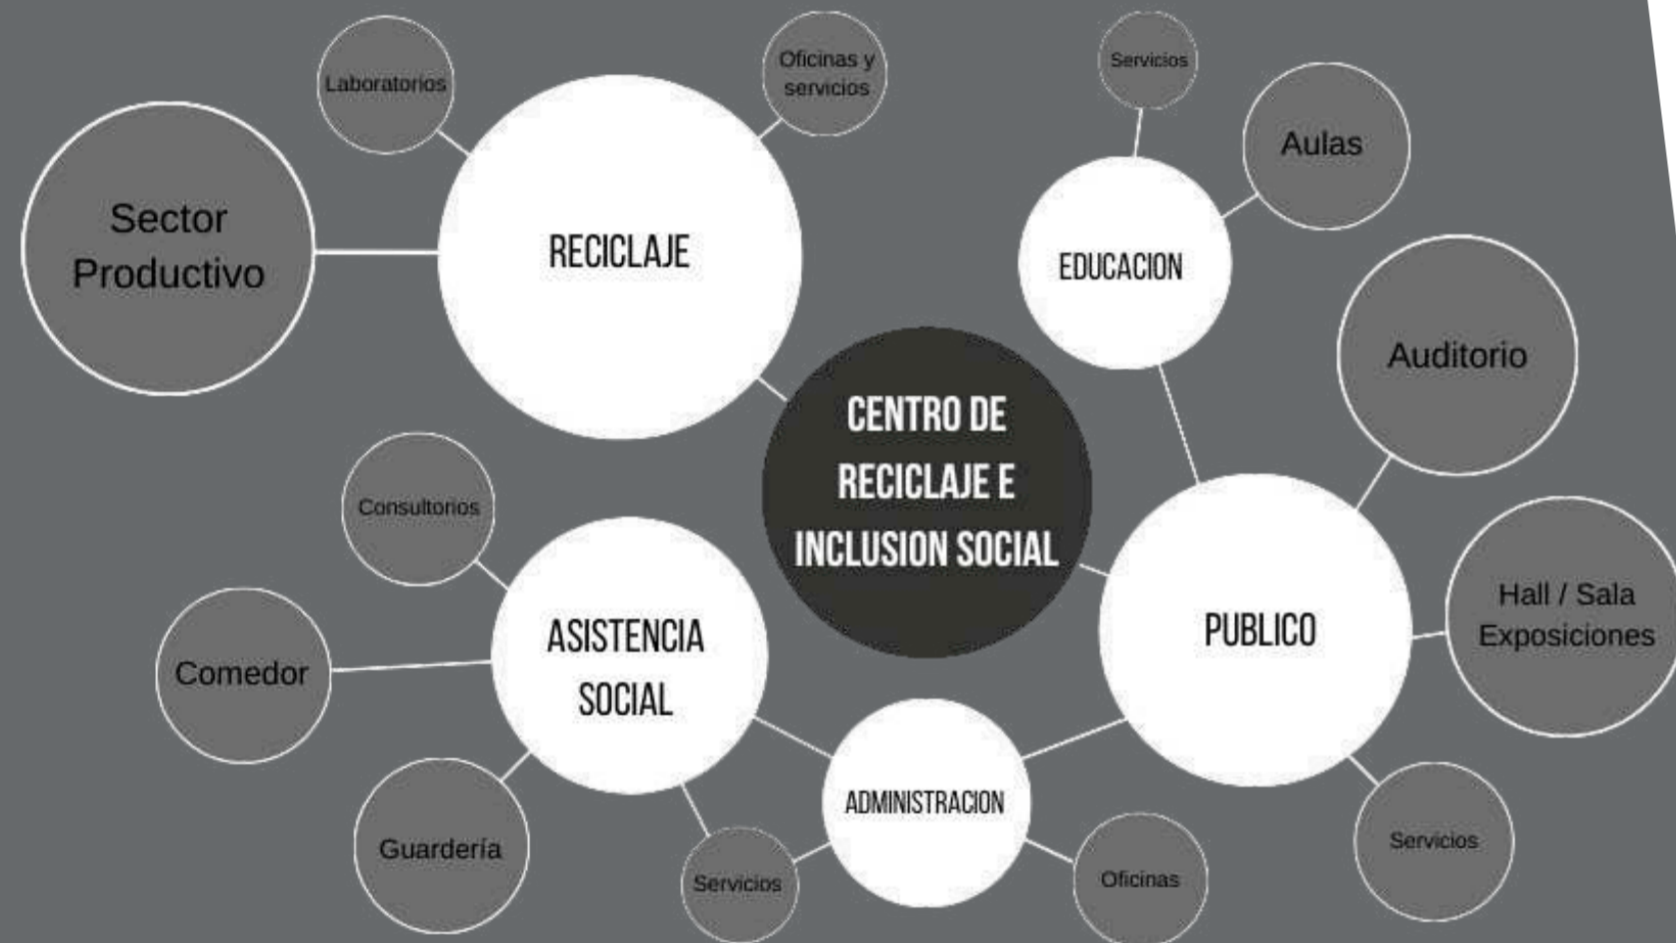 Laboratorios
Oficinas y
servicios
Servicios
Aulas
Sector
Productivo
RECICLAJE
EDUCACION
Auditorio
CENTRO DE
RECICLAJE E
INCLUSION SOCIAL
Consultorios
Hall / Sala
Exposiciones
ASISTENCIA
SOCIAL
PUBLICO
Comedor
ADMINISTRACION
Guardería
Servicios
Oficinas
Servicios